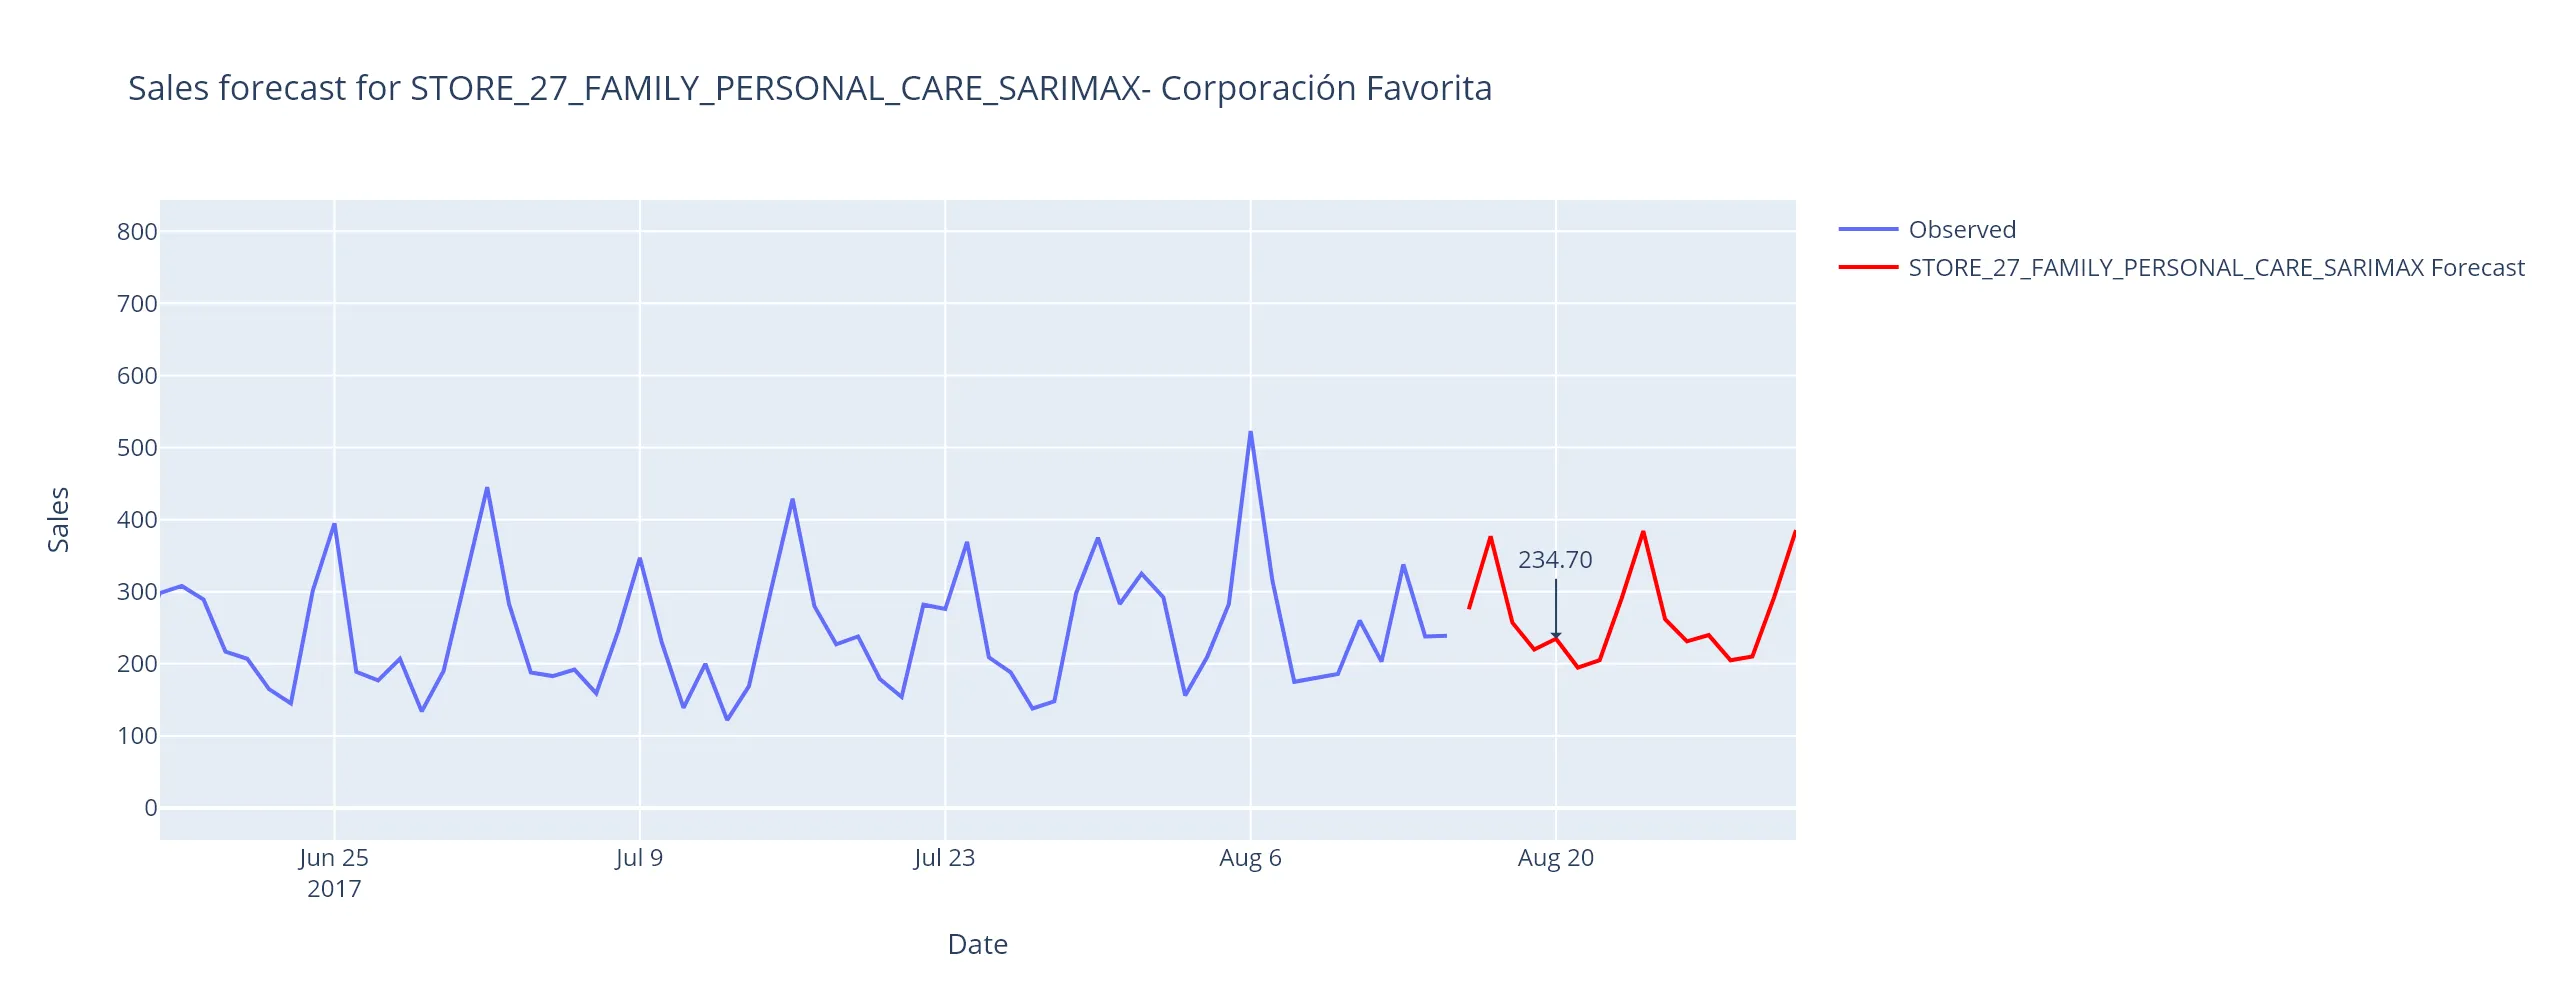 Sales forecast for STORE_27_FAMILY_PERSONAL_CARE_SARIMAX- Corporación Favorita
Observed
STORE_27_FAMILY_PERSONAL_CARE_SARIMAX Forecast
800
700
600
500
400
300
200
100
0
Sales
234.70
Jun 25
2017
Jul 9
Jul 23
Aug 6
Aug 20
Date